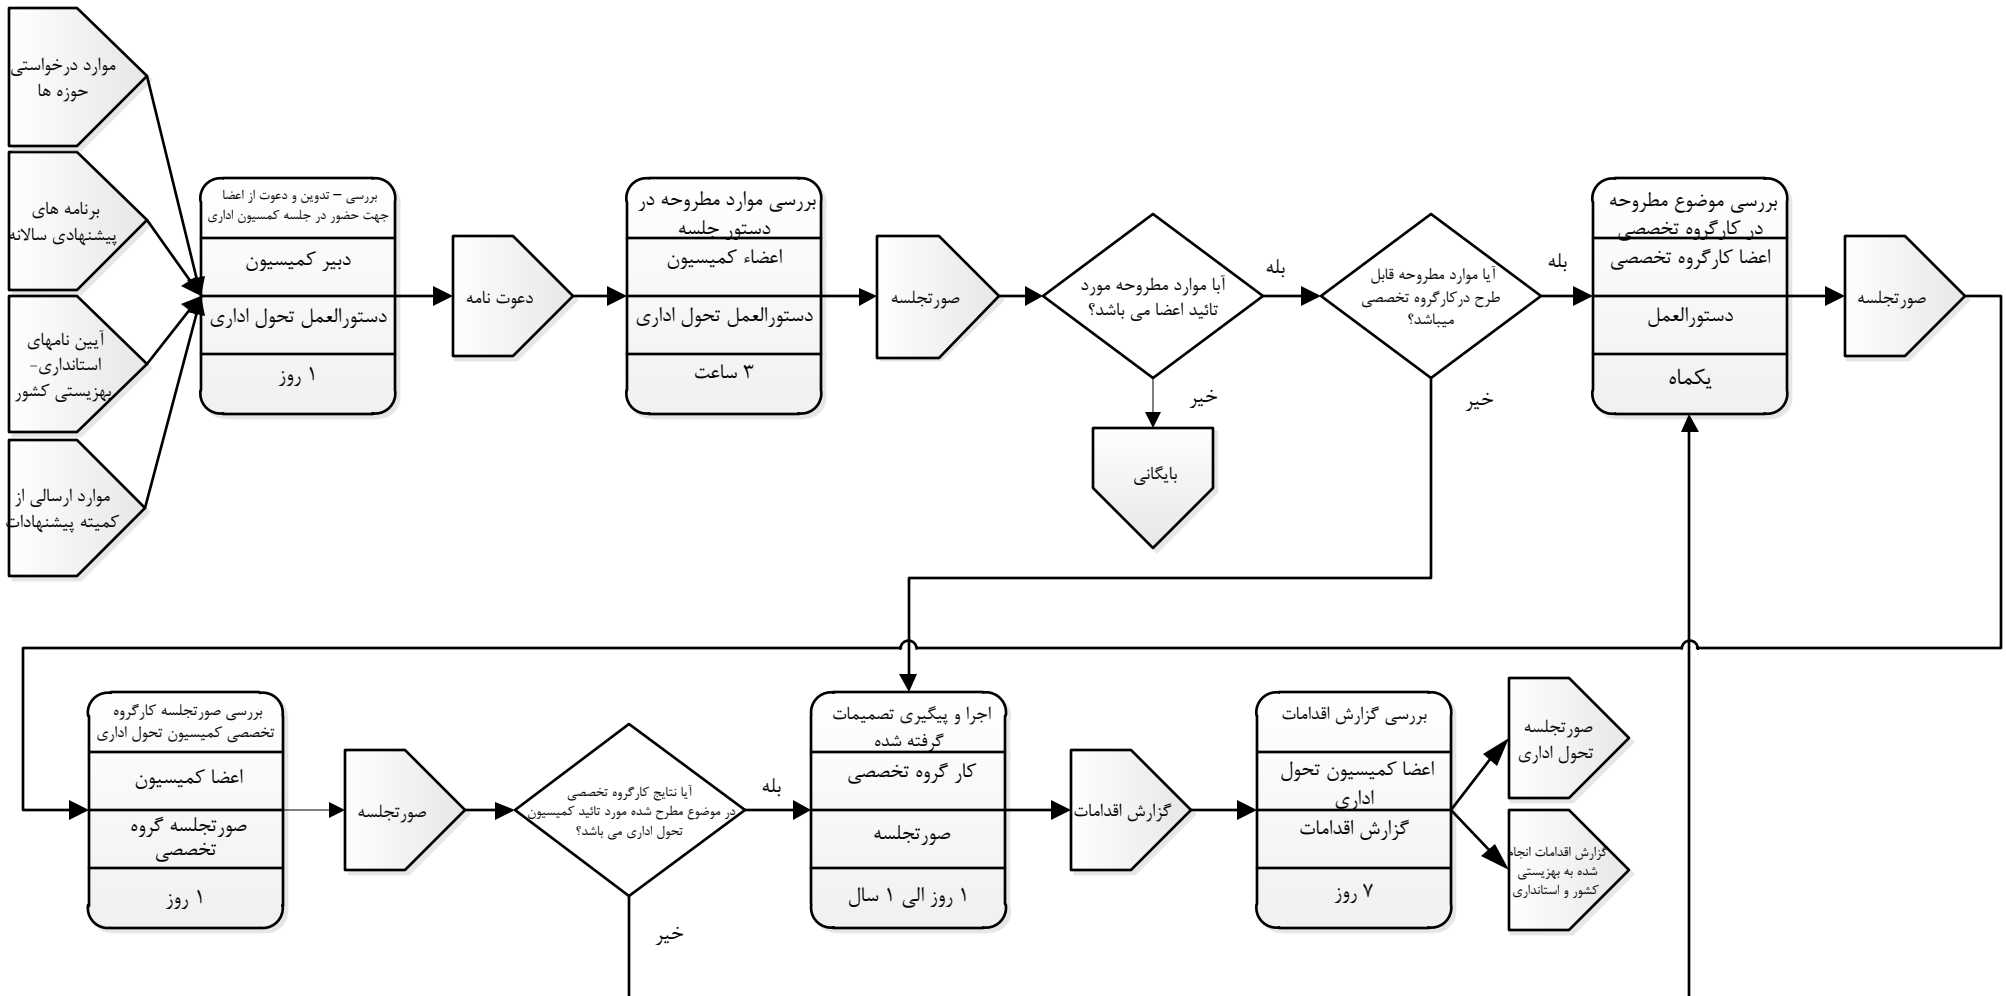 موارد درخواستی
حوزه ها
برنامه های
پیشنهادی سالانه
آیین نامهای
استانداری-
بهزیستی کشور
موارد ارسالی از
کمیته پیشنهادات
بررسی – تدوین و دعوت از اعضا
جهت حضور در جلسه کمسیون اداری
دبیر کمیسیون
دستورالعمل تحول اداری
۱ روز
دعوت نامه
بررسی موارد مطروحه در
دستور جلسه
اعضاء کمیسیون
دستورالعمل تحول اداری
۳ ساعت
صورتجلسه
آبا موارد مطروحه مورد
تائید اعضا می باشد؟
بله
خیر
بایگانی
آیا موارد مطروحه قابل
طرح درکارگروه تخصصی
میباشد؟
بله
خیر
بررسی موضوع مطروحه
در کارگروه تخصصی
اعضا کارگروه تخصصی
دستورالعمل
یکماه
صورتجلسه
بررسی صورتجلسه کارگروه
تخصصی کمیسیون تحول اداری
اعضا کمیسیون
صورتجلسه گروه
تخصصی
۱ روز
صورتجلسه
آیا نتایج کارگروه تخصصی
در موضوع مطرح شده مورد تائید کمیسیون
تحول اداری می باشد؟
بله
خیر
اجرا و پیگیری تصمیمات
گرفته شده
کار گروه تخصصی
صورتجلسه
۱ روز الی ۱ سال
گزارش اقدامات
بررسی گزارش اقدامات
اعضا کمیسیون تحول
اداری
گزارش اقدامات
۷ روز
صورتجلسه
تحول اداری
گزارش اقدامات انجام
شده به بهزیستی
کشور و استانداری